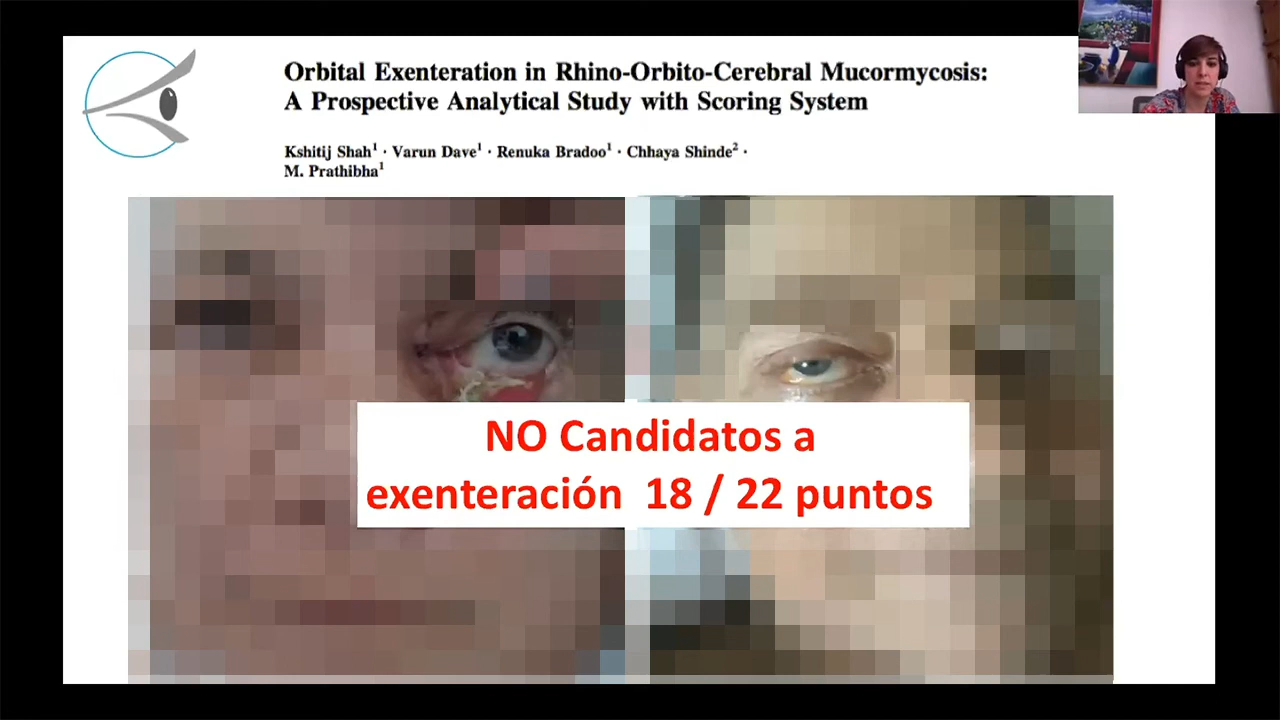 Orbital Exenteration in Rhino-Orbito-Cerebral Mucormycosis:
A Prospective Analytical Study with Scoring System
Kshitij Shah¹ · Varun Dave¹ · Renuka Bradoo¹ · Chhaya Shinde² ·
M. Prathibha¹
NO Candidatos a
exenteración 18 / 22 puntos